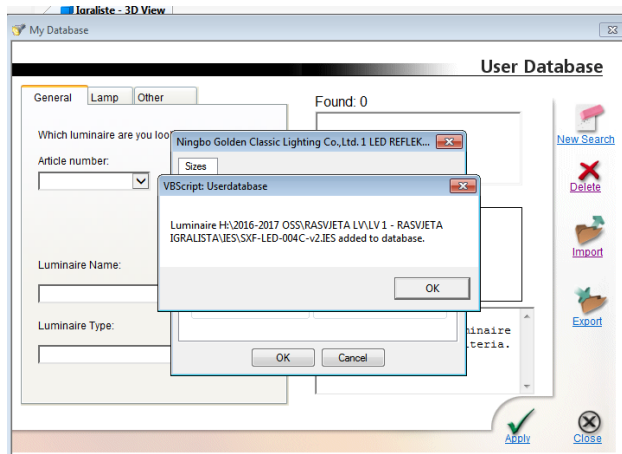 Igraliste - 3D View
My Database
User Database
General Lamp Other
Found: 0
Which luminaire are you
Article number:
Luminaire Name:
Luminaire Type:
Ningbo Golden Classic Lighting Co.,Ltd. 1 LED REFLEK...
Sizes
VBScript: Userdatabase
Luminaire H:\2016-2017 OSS\RASVJETA LV\LV 1 - RASVJETA
IGRALISTA\IES\SXF-LED-004C-v2.IES added to database.
OK
OK Cancel
New Search
Delete
Import
Export
Apply
Close